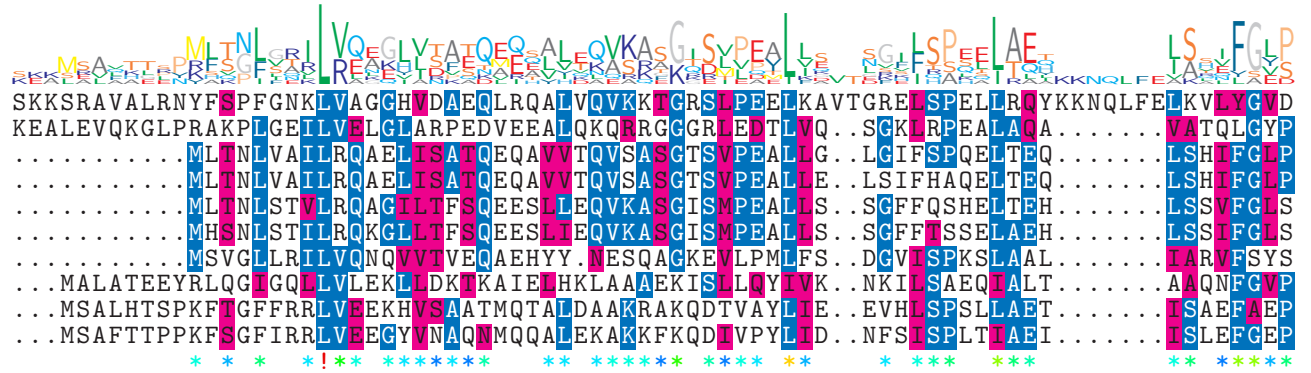 SKKSRAVALRNYFSPFGNKLVAGGHVDAEQLRQALVQVKKTGRSLPEELKAVTGRELSPELLRQYKKNQLFELKVLYGVD
KEALEVQKGLPRAKPLGEILVELGLARPEDVEEALQKQRRGGGRLEDTLVQ..SGKLRPEALAQA.......VATQLGYP
...........MLTNLVAILRQAELISATQEQAVVTQVSASGTSVPEALLG..LGIFSPQELTEQ.......LSHIFGLP
...........MLTNLVAILRQAELISATQEQAVVTQVSASGTSVPEALLE..LSIFHAQELTEQ.......LSHIFGLP
...........MLTNLSTVLRQAGILTFSQEESLLEQVKASGISMPEALLS..SGFFQSHELTEH.......LSSVFGLS
...........MHSNLSTILRQKGLLTFSQEESLIEQVKASGISMPEALLS..SGFFTSSELAEH.......LSSIFGLS
...........MSVGLLRILVQNQVVTVEQAEHYY.NESQAGKEVLPMLFS..DGVISPKSLAAL.......IARVFSYS
...MALATEEYRLQGIGQLLVLEKLLDKTKAIELHKLAAAEKISLLQYIVK..NKILSAEQIALT.......AAQNFGVP
...MSALHTSPKFTGFFRRLVEEKHVSAATMQTALDAAKRAKQDTVAYLIE..EVHLSPSLLAET.......ISAEFAEP
...MSAFTTPPKFSGFIRRLVEEGYVNAQNMQQALEKAKKFKQDIVPYLID..NFSISPLTIAEI.......ISLEFGEP
* * * *!** ******* ** ****** **** ** * *** *** ** *****